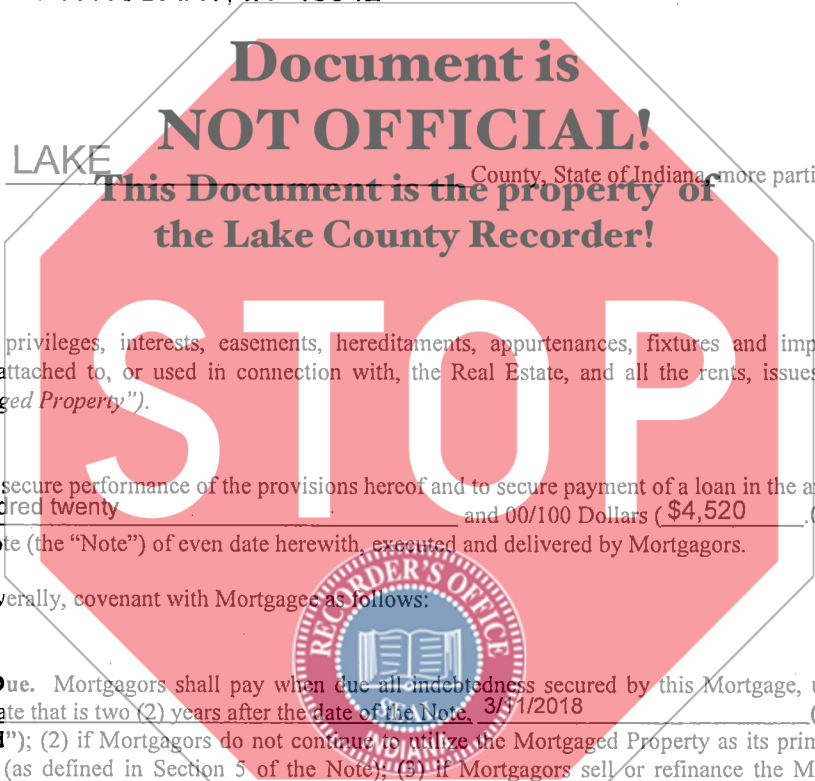 Document is
NOT OFFICIAL!
LAKE County, State of Indiana, more parti
This Document is the property of
the Lake County Recorder!
STOP
privileges, interests, easements, hereditaments, appurtenances, fixtures and imp
attached to, or used in connection with, the Real Estate, and all the rents, issues
ged Property").
secure performance of the provisions hereof and to secure payment of a loan in the a
dred twenty and 00/100 Dollars ( $4,520 .0
te (the "Note") of even date herewith, executed and delivered by Mortgagors.
verally, covenant with Mortgagee as follows:
RECORDER'S OFFICE
SEAL
Due. Mortgagors shall pay when due all indebtedness secured by this Mortgage, u
ate that is two (2) years after the date of the Note, 3/11/2018 (
"); (2) if Mortgagors do not continue to utilize the Mortgaged Property as its prin
(as defined in Section 5 of the Note); (3) if Mortgagors sell or refinance the M